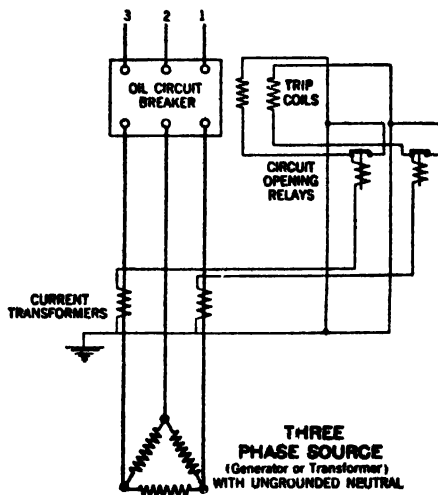 3 2 1
OIL CIRCUIT
BREAKER
TRIP
COILS
CIRCUIT
OPENING
RELAYS
CURRENT
TRANSFORMERS
THREE
PHASE SOURCE
(Generator or Transformer)
WITH UNGROUNDED NEUTRAL